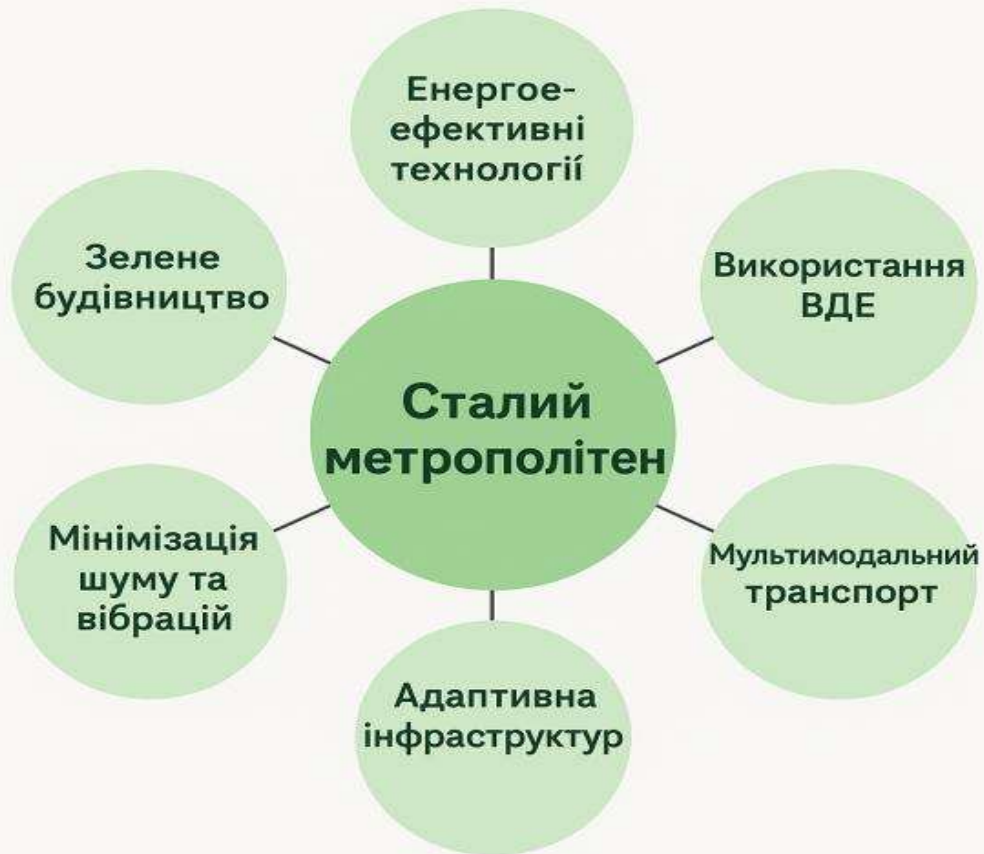 Енергое-
ефективні
технології
Зелене
будівництво
Використання
ВДЕ
Сталий
метрополітен
Мінімізація
шуму та
вібрацій
Мультимодальний
транспорт
Адаптивна
інфраструктур